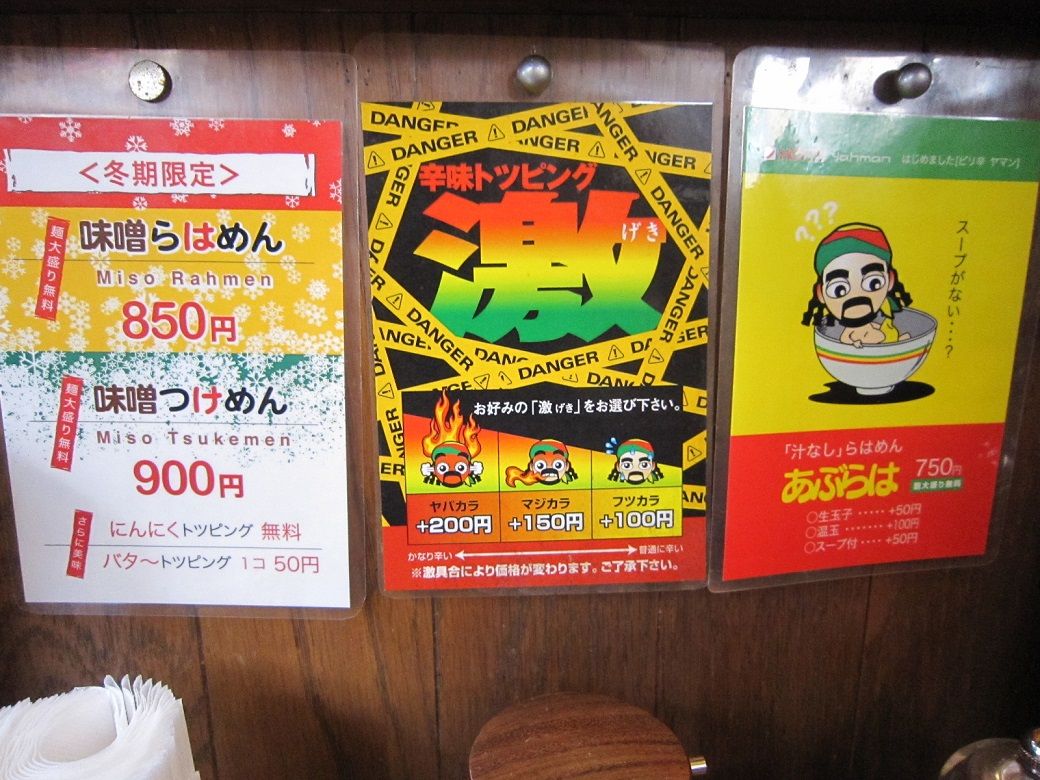 ＜冬期限定＞
麺大盛り無料
味噌らはめん
Miso Rahmen
850円
麺大盛り無料
味噌つけめん
Miso Tsukemen
900円
さらに美味
にんにくトッピング 無料
バタ〜トッピング 1コ 50円
DANGER
DANGER
DANGER
DANGER
辛味トッピング
激
げき
DANGER
DANGER
DANGER
DANGER
DANGER
DANGER
お好みの「激げき」をお選び下さい。
ヤバカラ マジカラ フツカラ
+200円 +150円 +100円
かなり辛い 普通に辛い
※激具合により価格が変わります。ご了承下さい。
Rahman はじめました[ピリ辛 ヤマン]
???
スープがない・・・?
「汁なし」らはめん
あぶらは 750円
麺大盛り無料
○生玉子・・・・・+50円
○温玉・・・・・・・+100円
○スープ付・・・・+50円